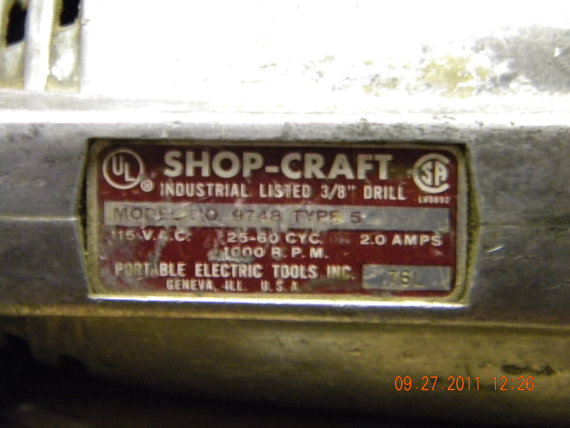 UL ® SHOP-CRAFT SA
INDUSTRIAL LISTED 3/8" DRILL
MODEL NO. 9748 TYPE 5
115 V.A.C. 25-60 CYC. 2.0 AMPS
1000 R.P.M.
PORTABLE ELECTRIC TOOLS, INC.
GENEVA, ILL. U.S.A.
09.27.2011 12:26